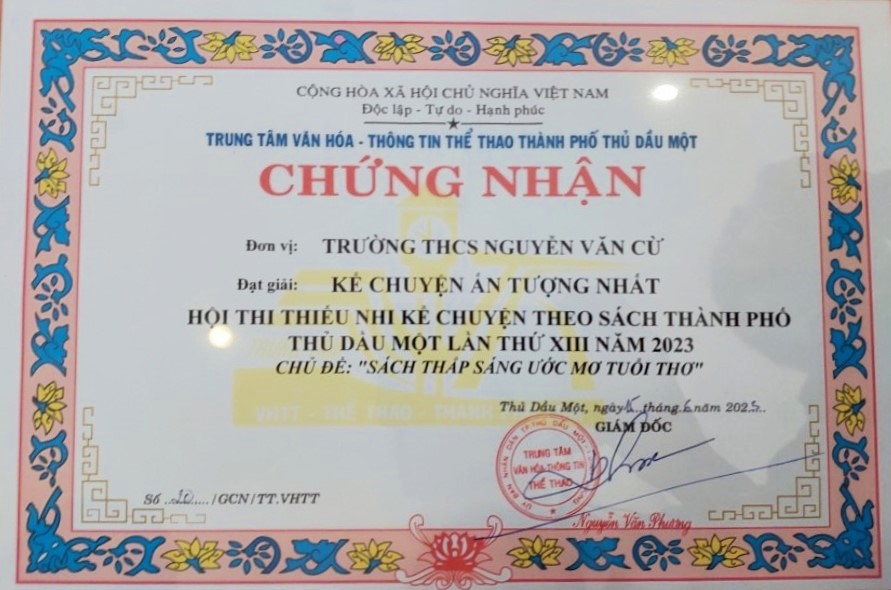 CỘNG HÒA XÃ HỘI CHỦ NGHĨA VIỆT NAM
Độc lập - Tự do - Hạnh phúc
TRUNG TÂM VĂN HÓA - THÔNG TIN THỂ THAO THÀNH PHỐ THỦ DẦU MỘT
CHỨNG NHẬN
Đơn vị: TRƯỜNG THCS NGUYỄN VĂN CỪ
Đạt giải: KỂ CHUYỆN ẤN TƯỢNG NHẤT
HỘI THI THIẾU NHI KỂ CHUYỆN THEO SÁCH THÀNH PHỐ
THỦ DẦU MỘT LẦN THỨ XIII NĂM 2023
CHỦ ĐỀ: "SÁCH THẮP SÁNG ƯỚC MƠ TUỔI THƠ"
Thủ Dầu Một, ngày tháng 6 năm 202
GIÁM ĐỐC
TRUNG TÂM
VĂN HÓA THÔNG TIN
THỂ THAO
Số ..20...../GCN/TT.VHTT
Nguyễn Văn Phương